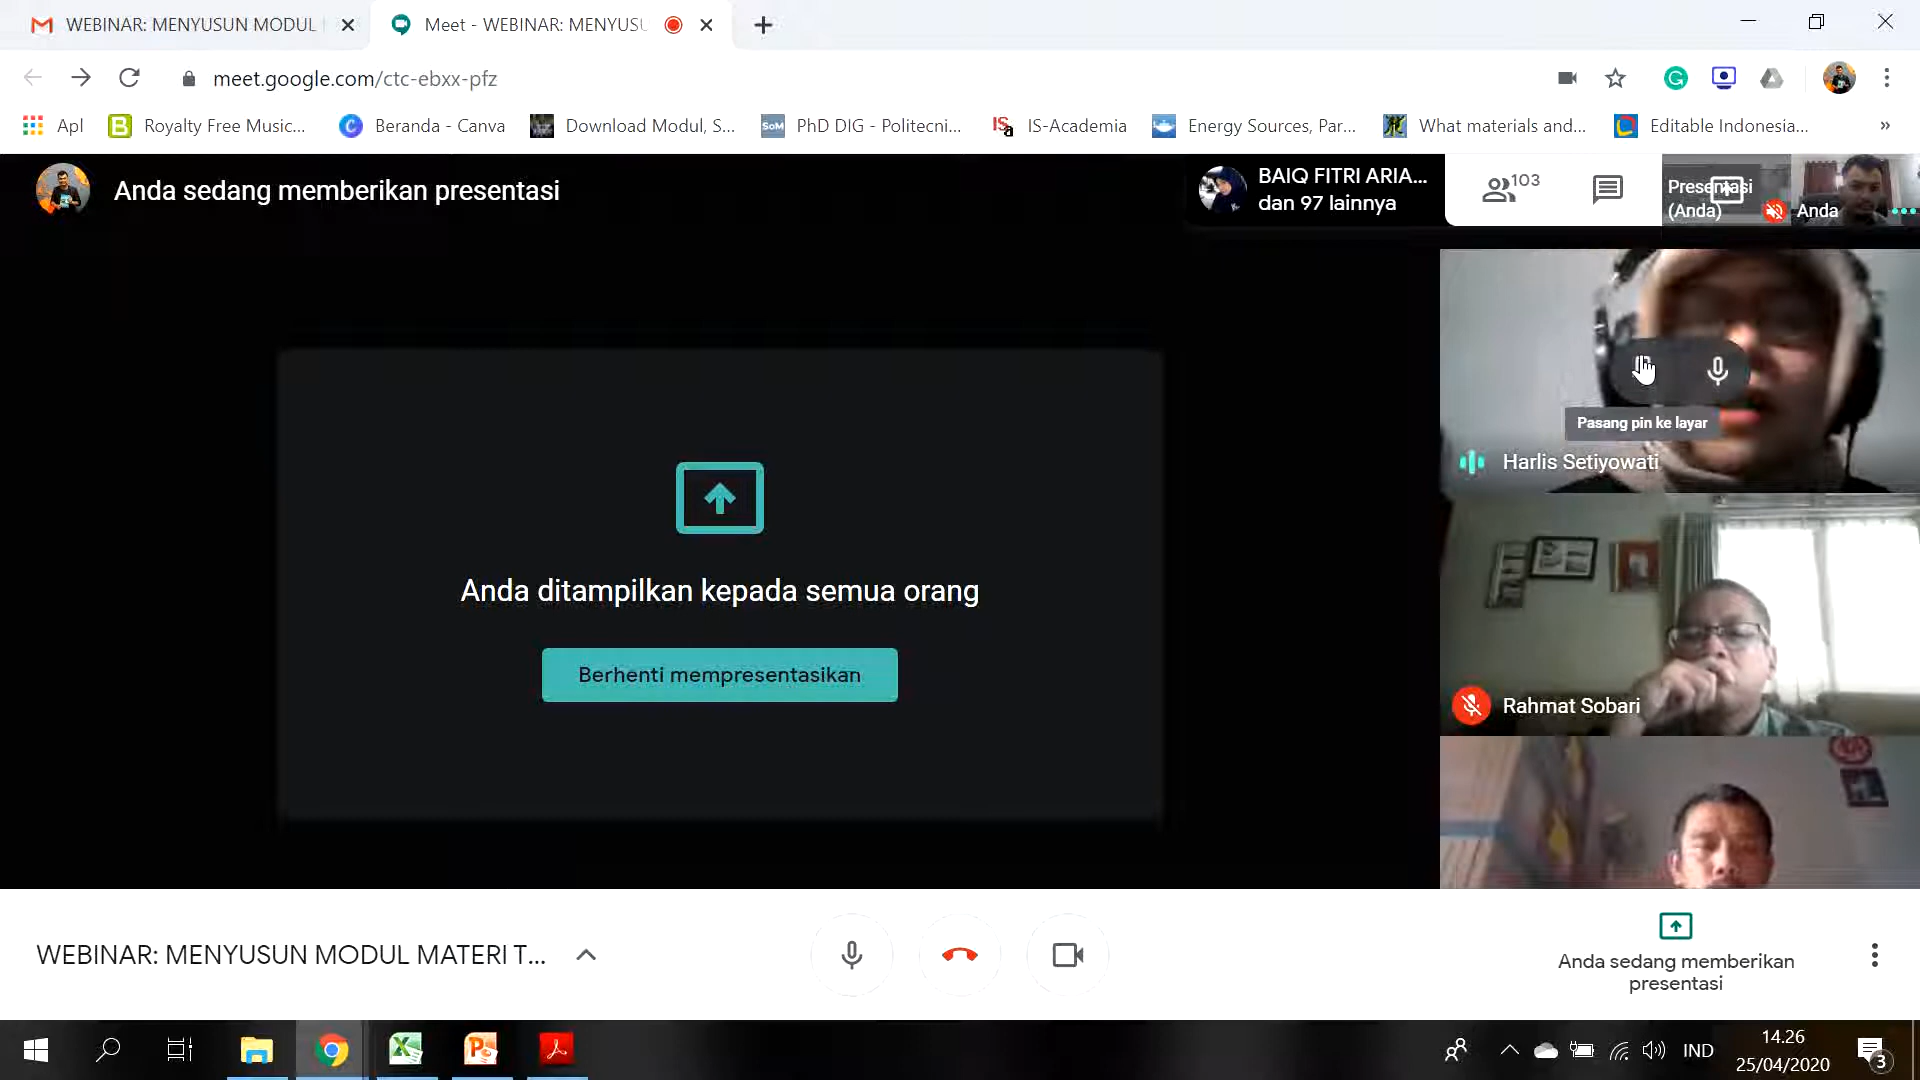 WEBINAR: MENYUSUN MODUL
Meet - WEBINAR: MENYUSU
meet.google.com/ctc-ebxx-pfz
Apl
Royalty Free Music...
Beranda - Canva
Download Modul, S...
SoM
PhD DIG - Politecni...
IS-Academia
Energy Sources, Par...
What materials and...
Editable Indonesia...
»
Anda sedang memberikan presentasi
BAIQ FITRI ARIA...
dan 97 lainnya
103
Presentasi
(Anda)
Anda
Pasang pin ke layar
Harlis Setiyowati
Anda ditampilkan kepada semua orang
Berhenti mempresentasikan
Rahmat Sobari
WEBINAR: MENYUSUN MODUL MATERI T...
Anda sedang memberikan
presentasi
IND
14.26
25/04/2020
3